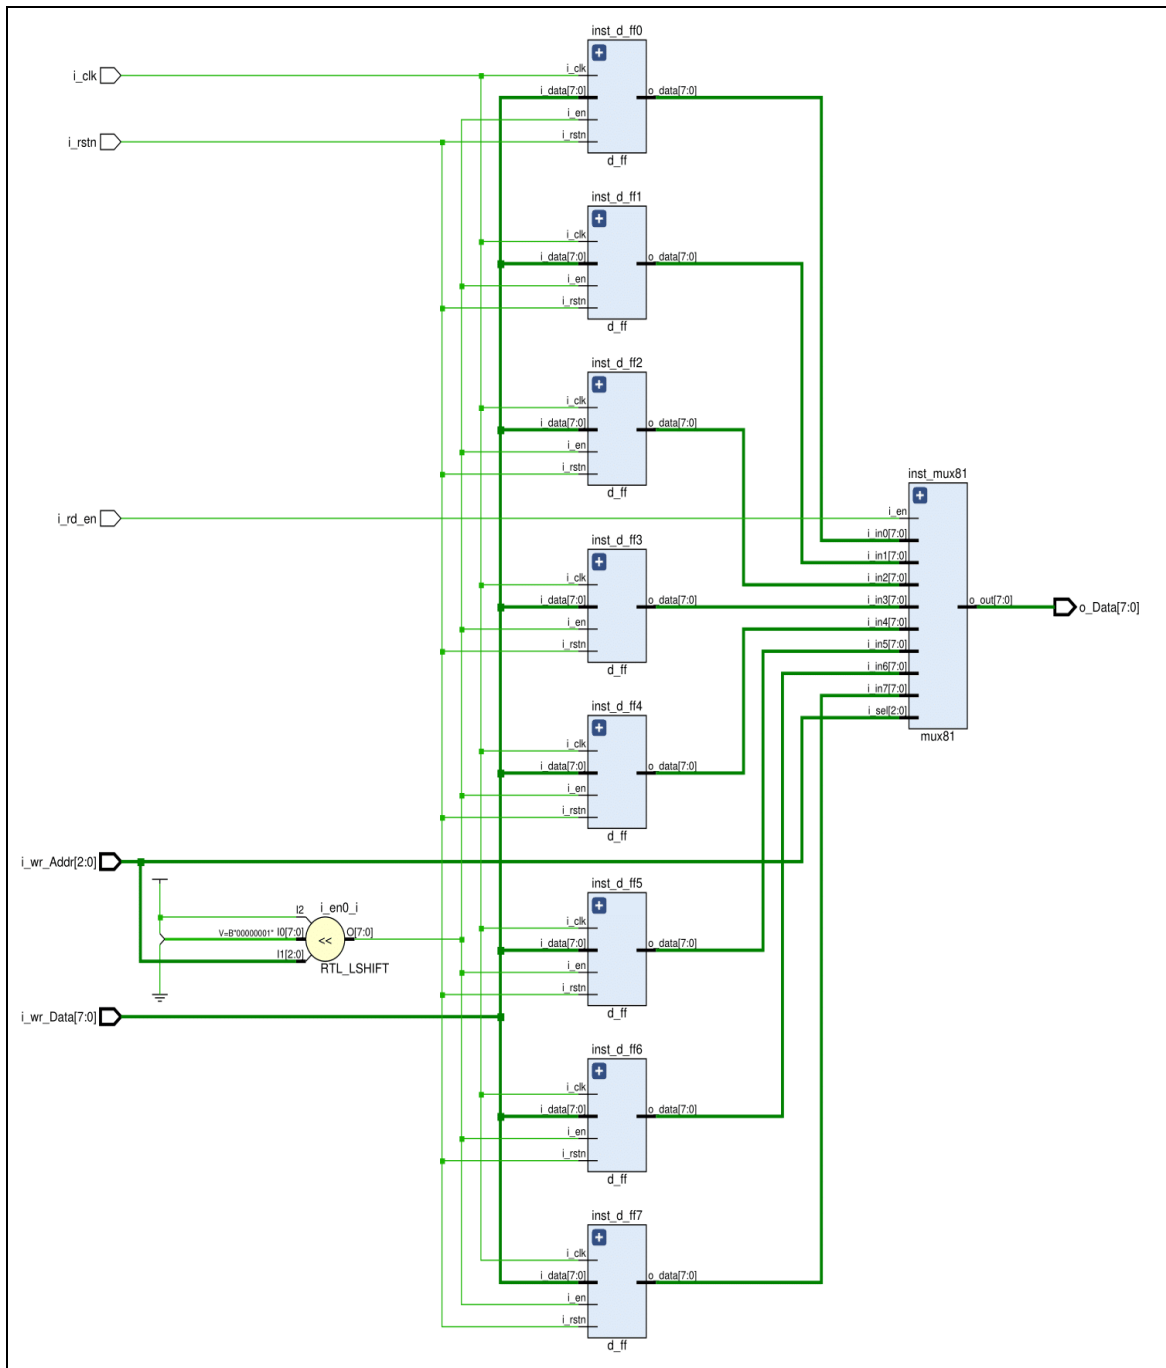 inst_d_ff0
i_clk
i_clk
i_data[7:0]
o_data[7:0]
i_en
i_rstn
i_rstn
d_ff
inst_d_ff1
i_clk
i_data[7:0]
o_data[7:0]
i_en
i_rstn
d_ff
inst_d_ff2
i_clk
i_data[7:0]
o_data[7:0]
i_en
i_rstn
d_ff
inst_mux81
i_rd_en
i_en
i_in0[7:0]
i_in1[7:0]
i_in2[7:0]
i_in3[7:0]
i_in4[7:0]
i_in5[7:0]
i_in6[7:0]
i_in7[7:0]
i_sel[2:0]
o_out[7:0]
o_Data[7:0]
mux81
inst_d_ff3
i_clk
i_data[7:0]
o_data[7:0]
i_en
i_rstn
d_ff
inst_d_ff4
i_clk
i_data[7:0]
o_data[7:0]
i_en
i_rstn
d_ff
i_wr_Addr[2:0]
i_en0_i
I2
V=B"00000001" I0[7:0]
<<
O[7:0]
I1[2:0]
RTL_LSHIFT
inst_d_ff5
i_clk
i_data[7:0]
o_data[7:0]
i_en
i_rstn
d_ff
i_wr_Data[7:0]
inst_d_ff6
i_clk
i_data[7:0]
o_data[7:0]
i_en
i_rstn
d_ff
inst_d_ff7
i_clk
i_data[7:0]
o_data[7:0]
i_en
i_rstn
d_ff